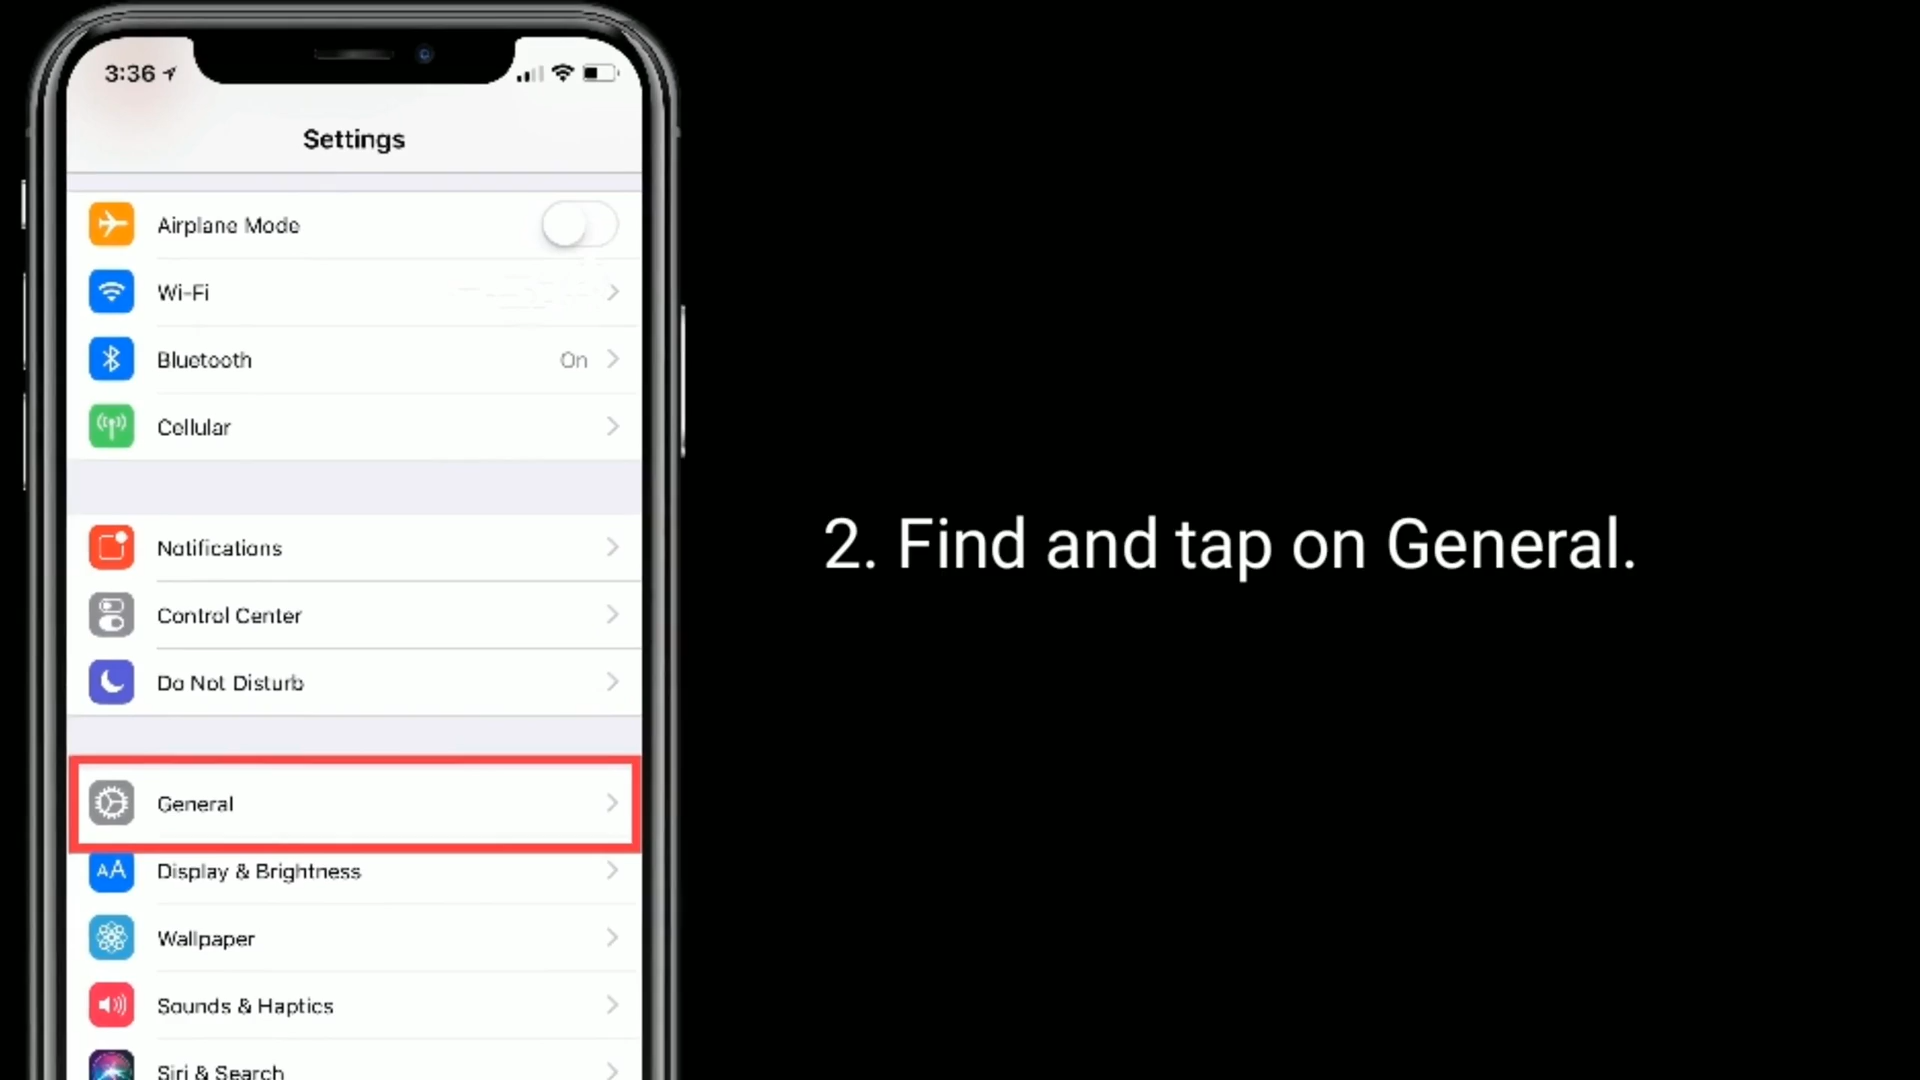 3:36
Settings
Airplane Mode
Wi-Fi
Bluetooth On
Cellular
Notifications
Control Center
Do Not Disturb
General
AA Display & Brightness
Wallpaper
Sounds & Haptics
Siri & Search
2. Find and tap on General.